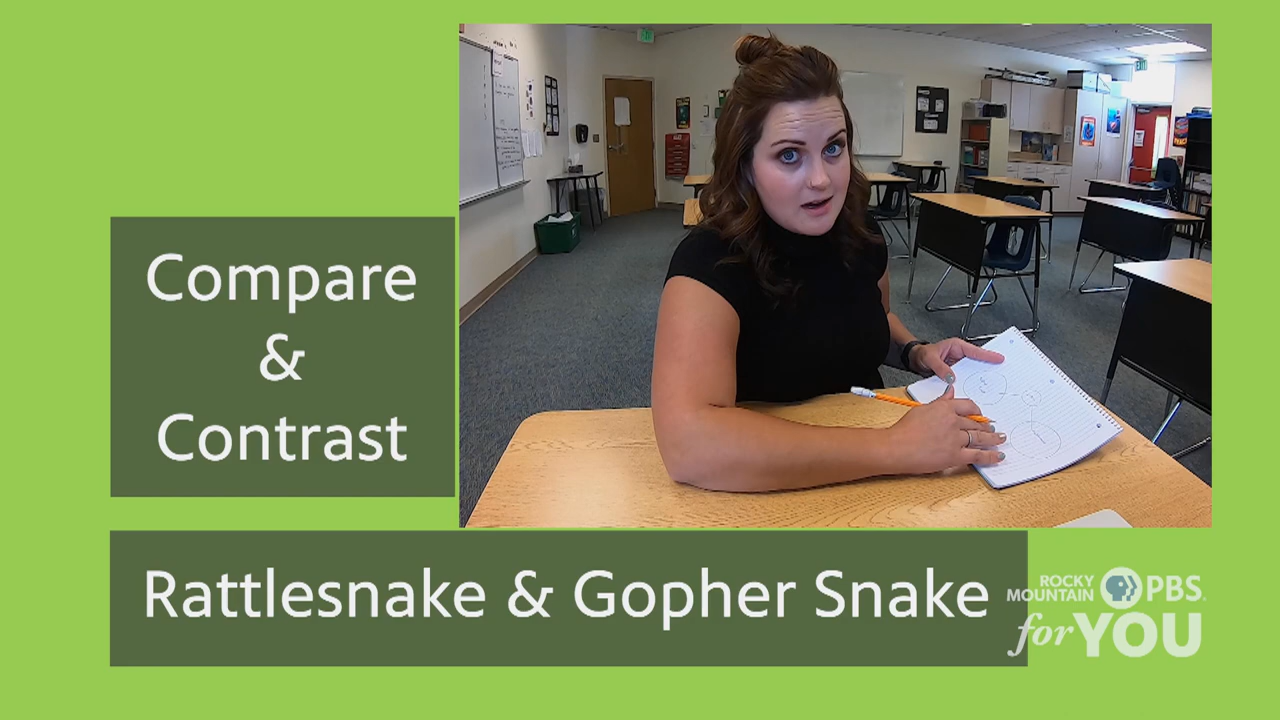 Compare
&
Contrast
Rattlesnake & Gopher Snake
ROCKY
MOUNTAIN PBS.
for YOU